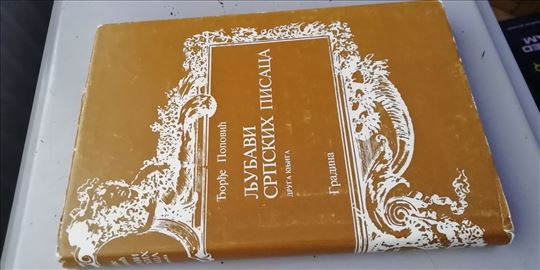 Ђорђе Поповић
ЉУБАВИ
СРПСКИХ ПИСАЦА
ДРУГА КЊИГА
Градина